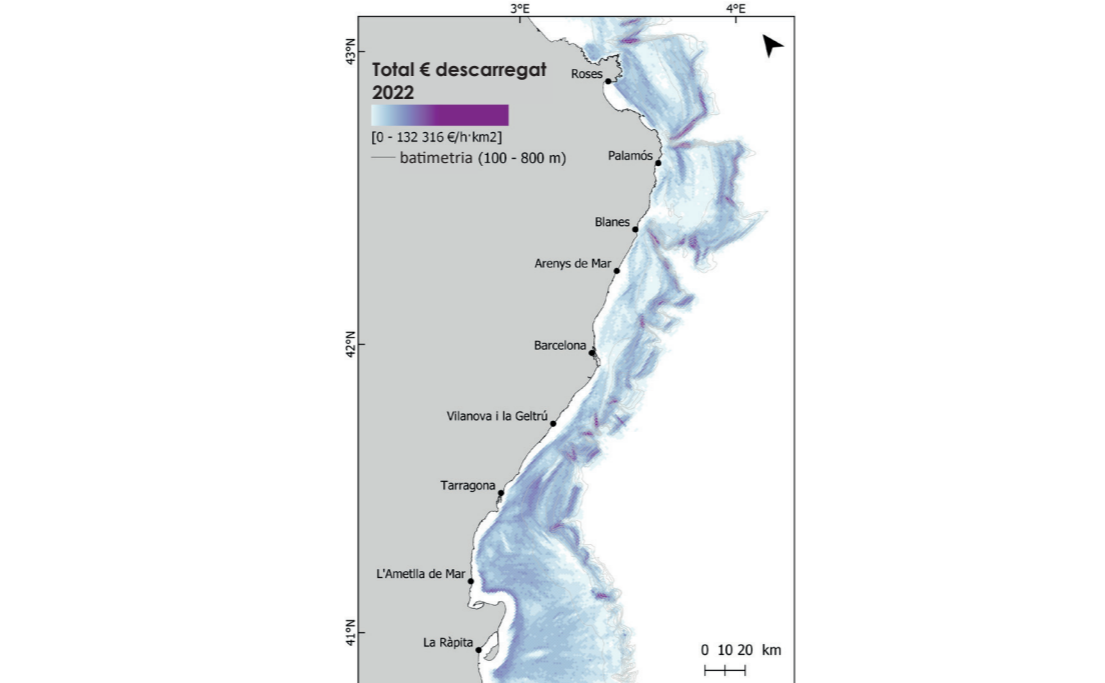 3°E 4°E
43°N
Total € descarregat
2022
[0 - 132 316 €/h·km2]
batimetria (100 - 800 m)
Roses
Palamós
Blanes
Arenys de Mar
42°N
Barcelona
Vilanova i la Geltrú
Tarragona
L'Ametlla de Mar
41°N
La Ràpita
0 10 20 km